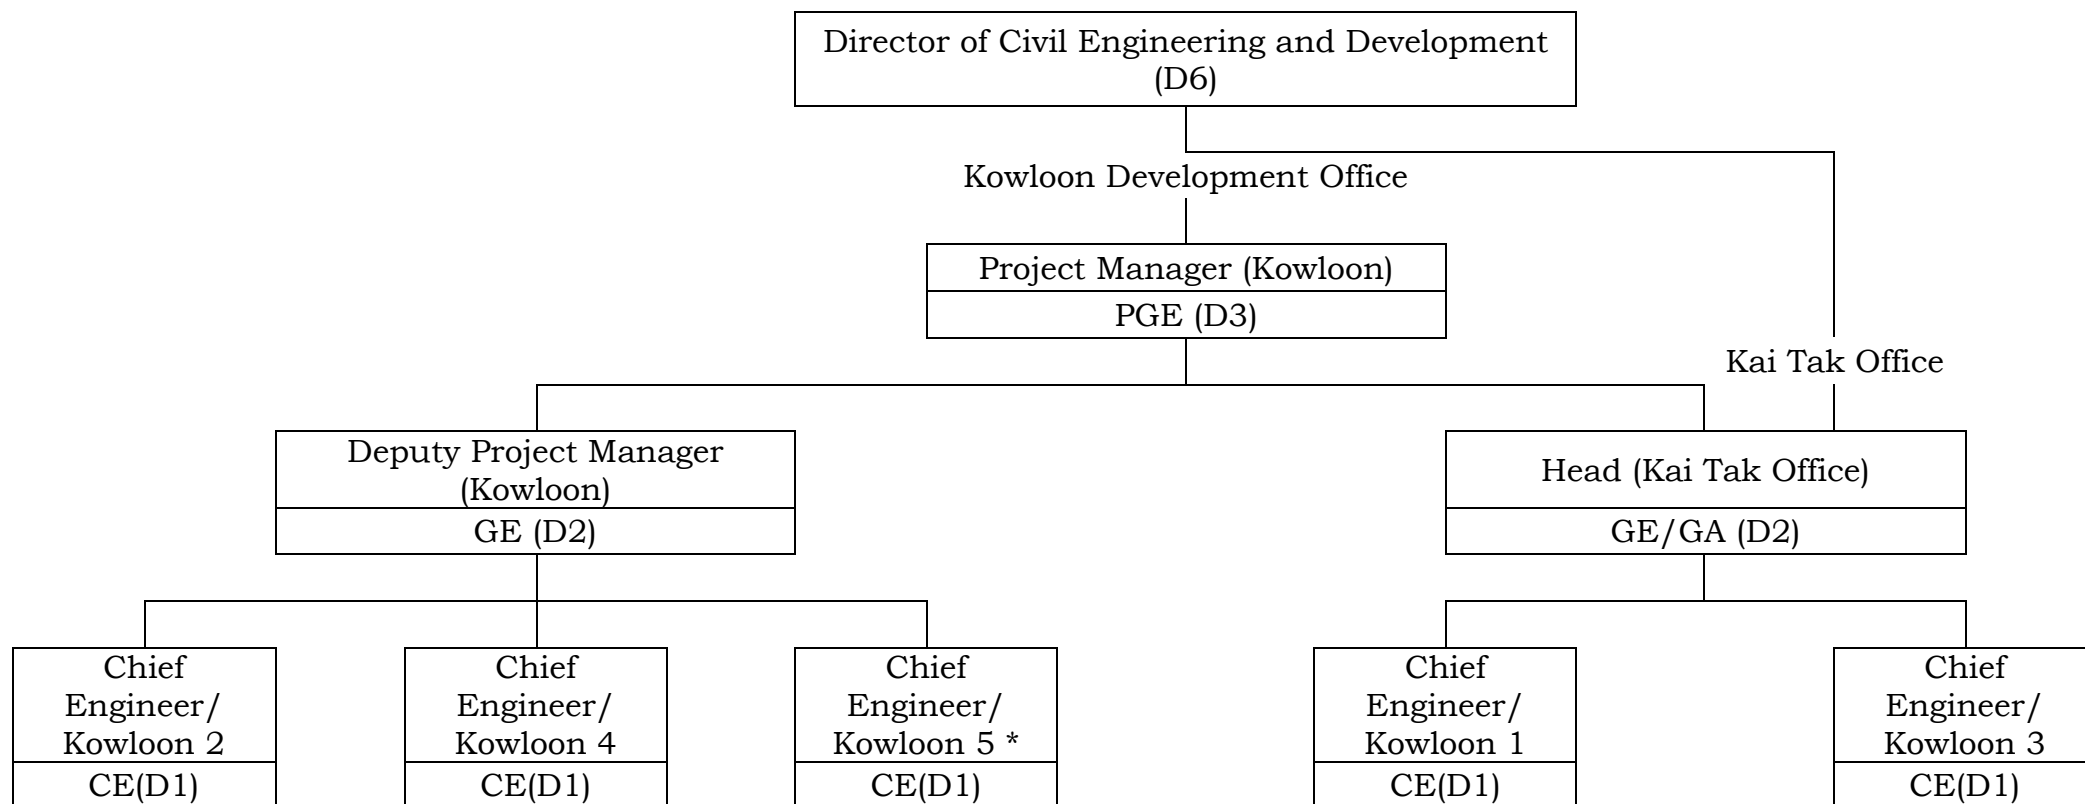 Director of Civil Engineering and Development
(D6)
Kowloon Development Office
Project Manager (Kowloon)
PGE (D3)
Kai Tak Office
Deputy Project Manager
(Kowloon)
GE (D2)
Head (Kai Tak Office)
GE/GA (D2)
Chief
Engineer/
Kowloon 2
CE(D1)
Chief
Engineer/
Kowloon 4
CE(D1)
Chief
Engineer/
Kowloon 5 *
CE(D1)
Chief
Engineer/
Kowloon 1
CE(D1)
Chief
Engineer/
Kowloon 3
CE(D1)